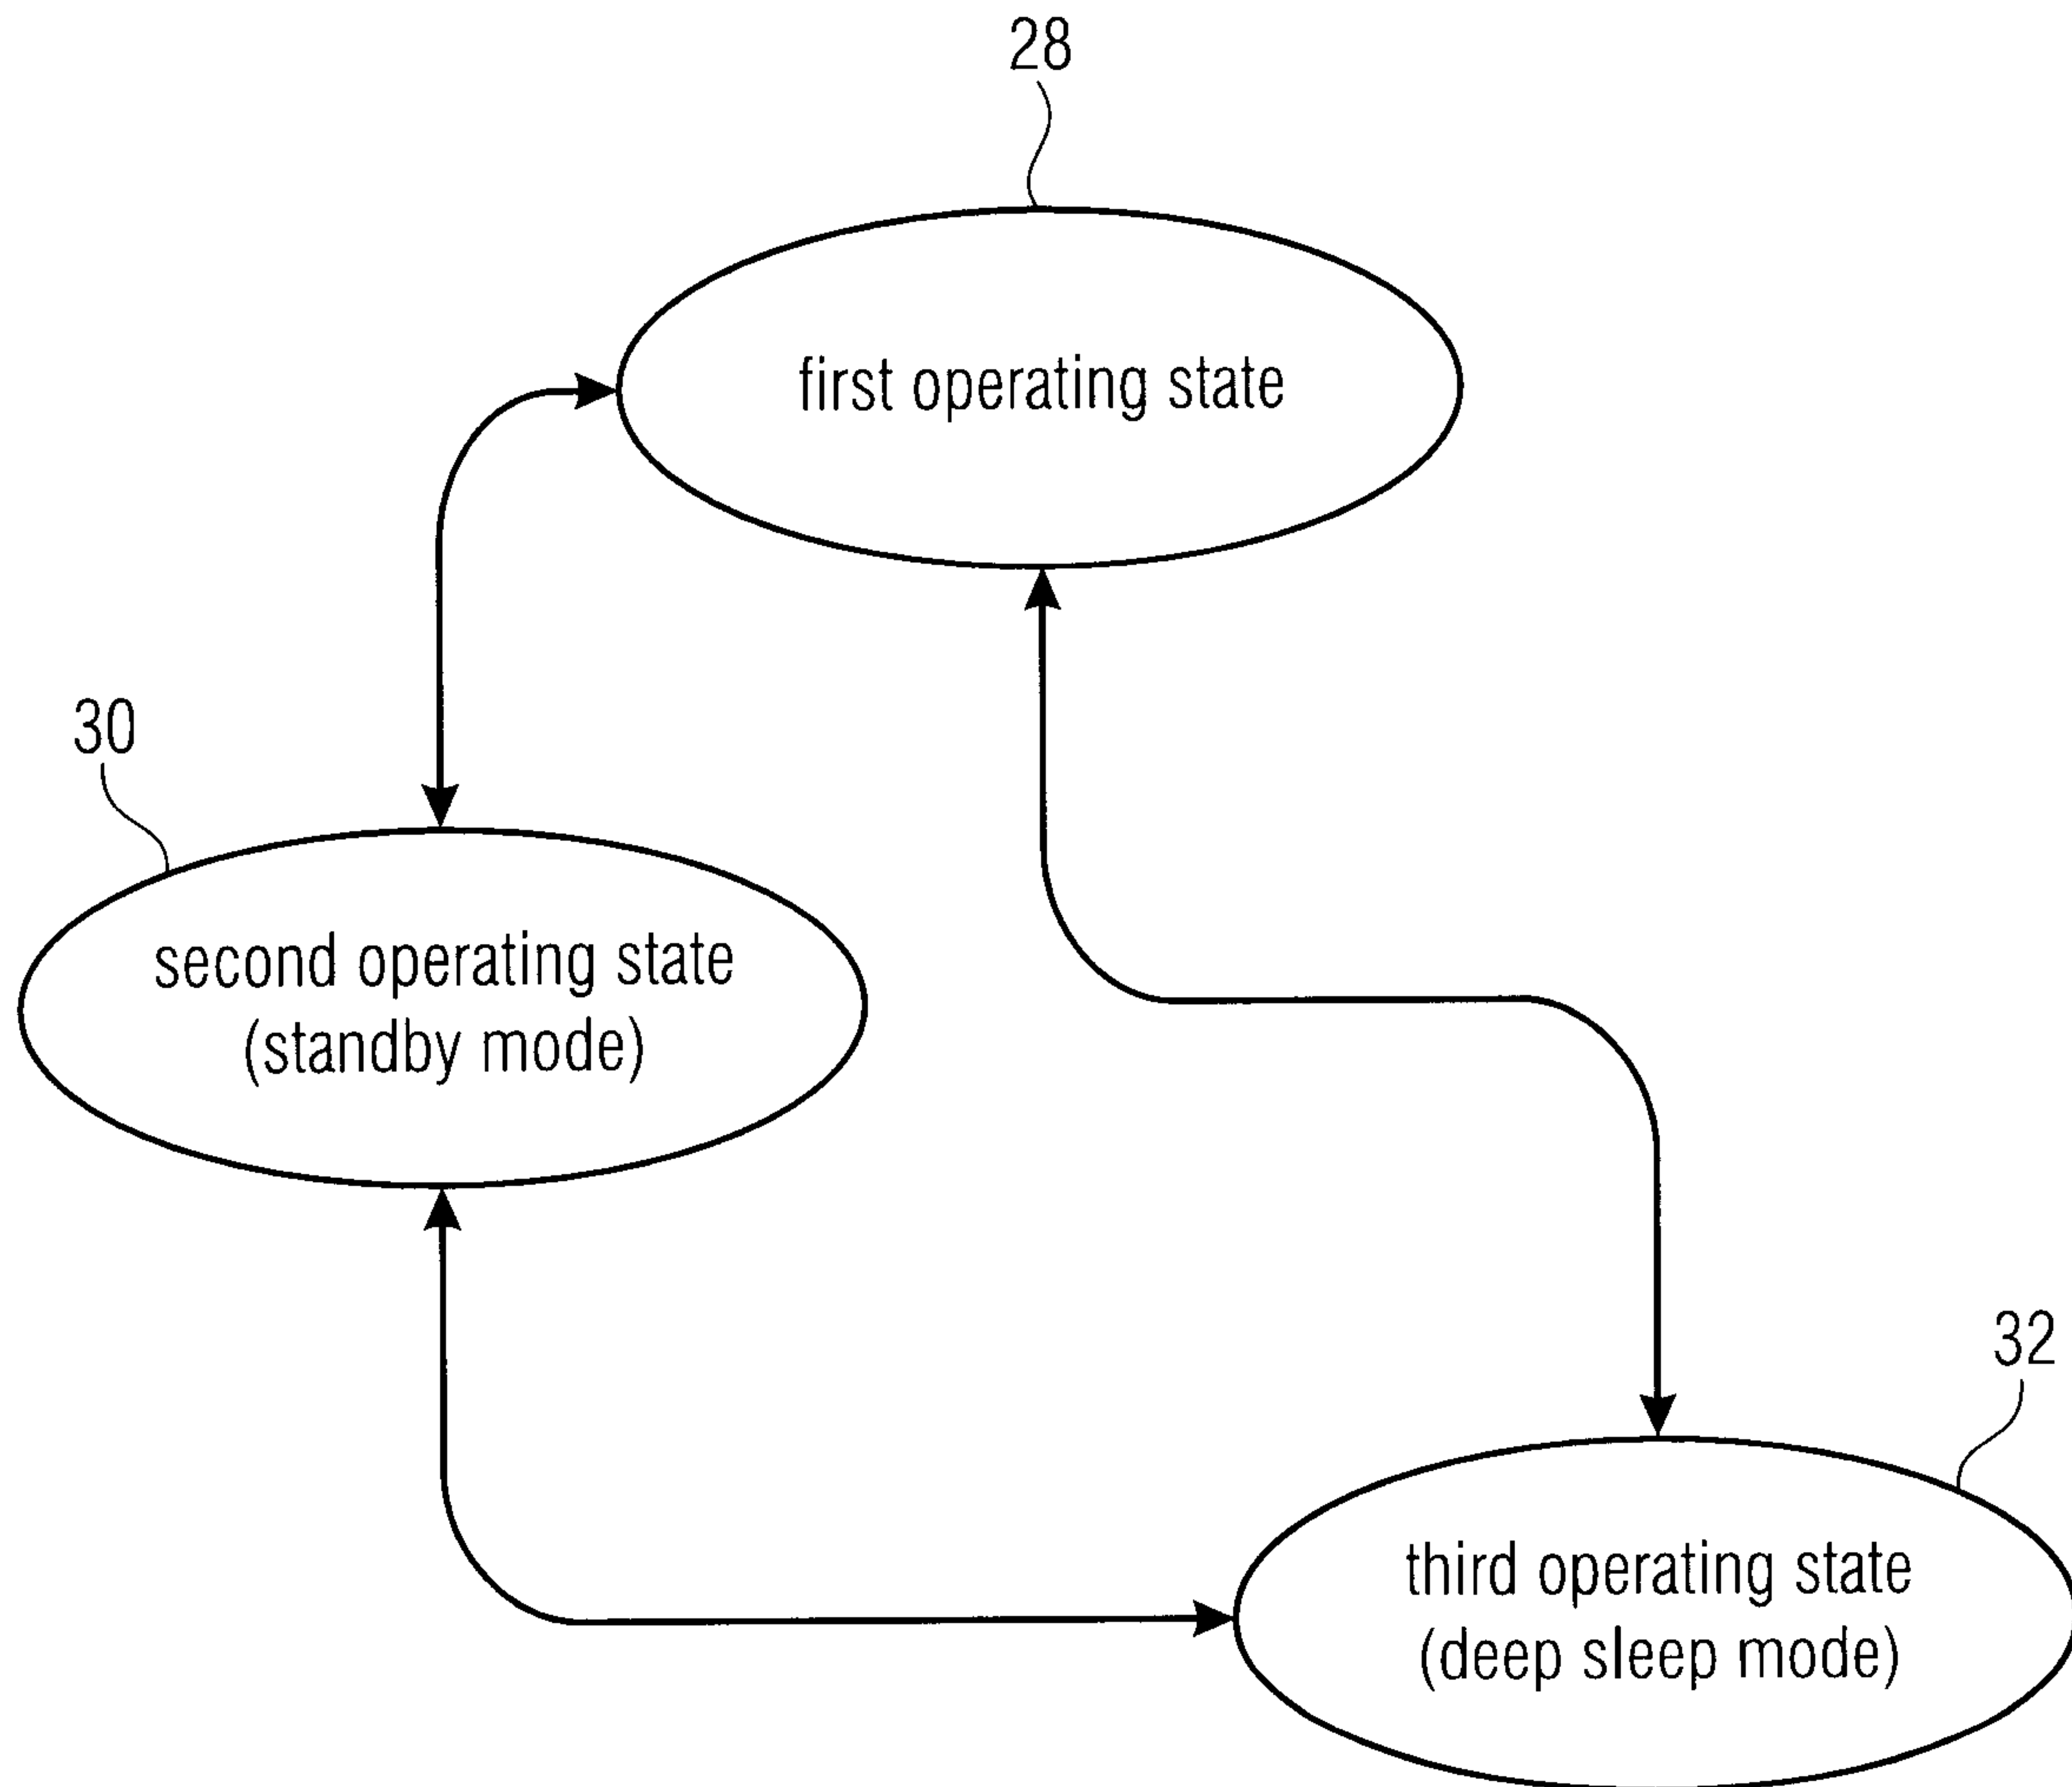 28
first operating state
30
second operating state
(standby mode)
32
third operating state
(deep sleep mode)